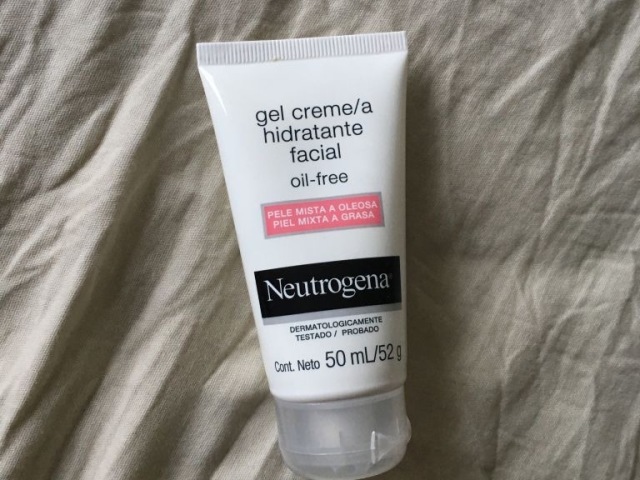 gel creme/a
hidratante
facial
oil-free
PELE MISTA A OLEOSA
PIEL MIXTA A GRASA
Neutrogena®
DERMATOLOGICAMENTE
TESTADO / PROBADO
Cont. Neto 50 mL/52 g